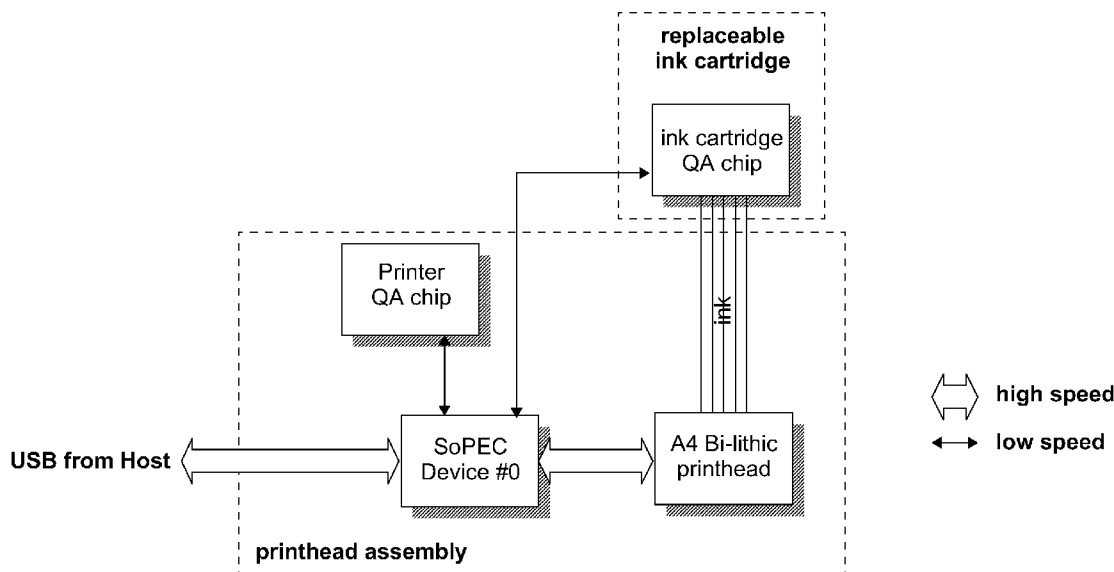 replaceable
ink cartridge
ink cartridge
QA chip
Printer
QA chip
ink
high speed
low speed
USB from Host
SoPEC
Device #0
A4 Bi-lithic
printhead
printhead assembly